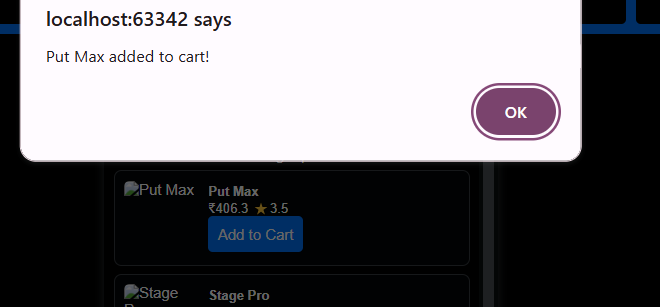 localhost:63342 says
Put Max added to cart!
OK
Put Max
Put Max
₹406.3 ★ 3.5
Add to Cart
Stage
Stage Pro